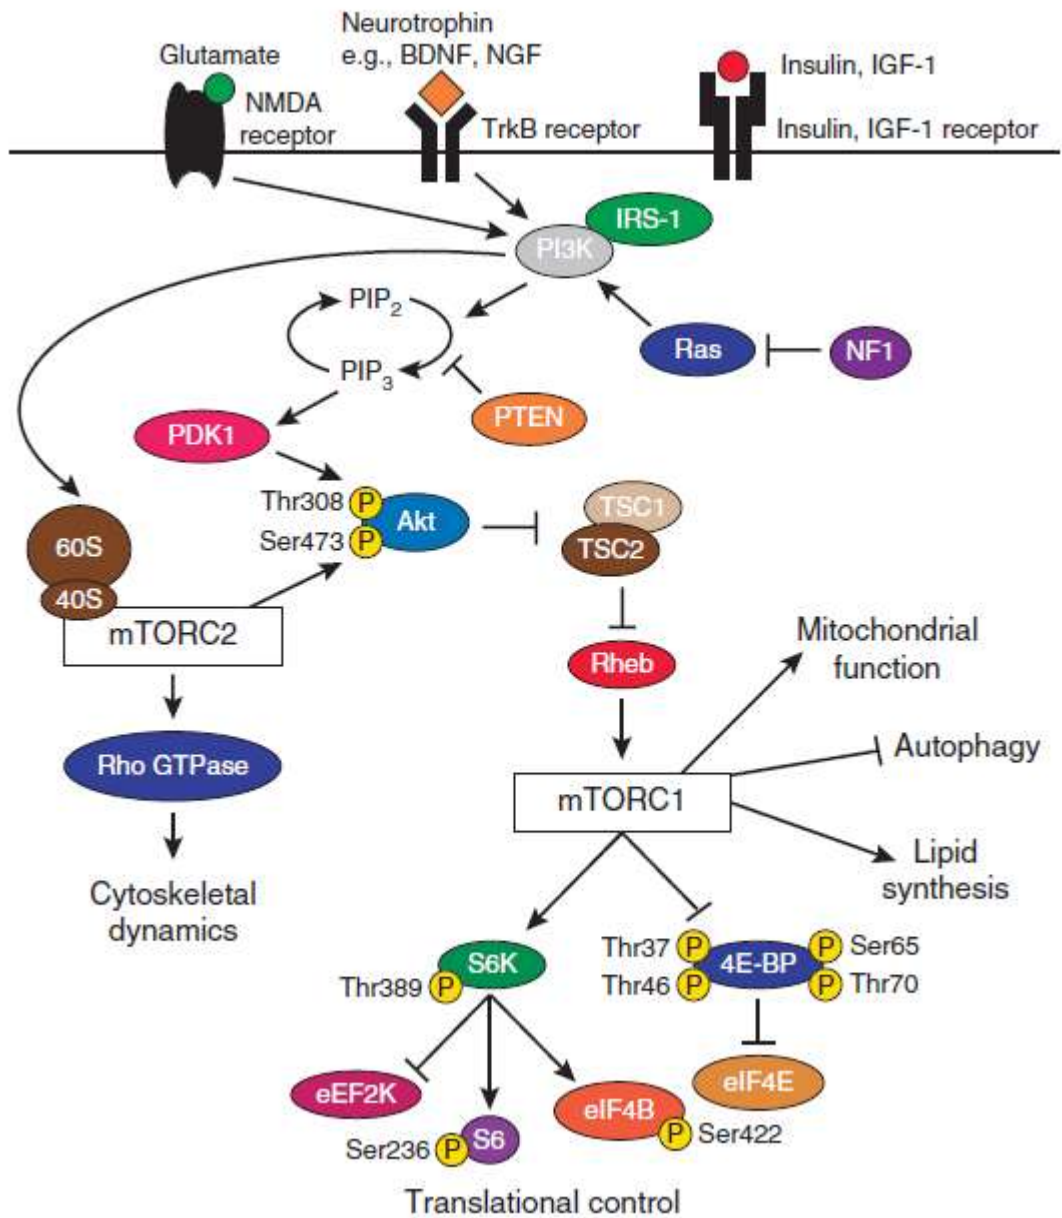 Neurotrophin
e.g., BDNF, NGF
Glutamate
Insulin, IGF-1
NMDA
receptor
TrkB receptor
Insulin, IGF-1 receptor
IRS-1
PI3K
PIP2
Ras
NF1
PIP3
PTEN
PDK1
Thr308
P
Akt
TSC1
Ser473
P
TSC2
60S
40S
mTORC2
Rheb
Mitochondrial
function
Rho GTPase
Autophagy
mTORC1
Lipid
synthesis
Cytoskeletal
dynamics
Thr37
P
4E-BP
P
Ser65
Thr46
P
P
Thr70
S6K
Thr389
P
eEF2K
eIF4B
eIF4E
P
Ser422
Ser236
P
S6
Translational control